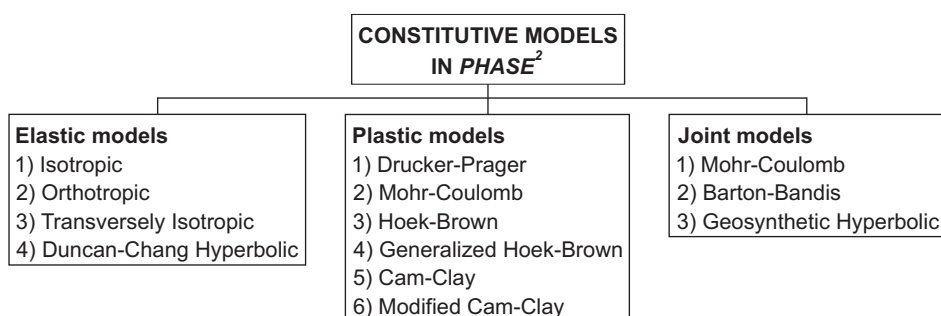 CONSTITUTIVE MODELS
IN PHASE²
Elastic models
1) Isotropic
2) Orthotropic
3) Transversely Isotropic
4) Duncan-Chang Hyperbolic
Plastic models
1) Drucker-Prager
2) Mohr-Coulomb
3) Hoek-Brown
4) Generalized Hoek-Brown
5) Cam-Clay
6) Modified Cam-Clay
Joint models
1) Mohr-Coulomb
2) Barton-Bandis
3) Geosynthetic Hyperbolic